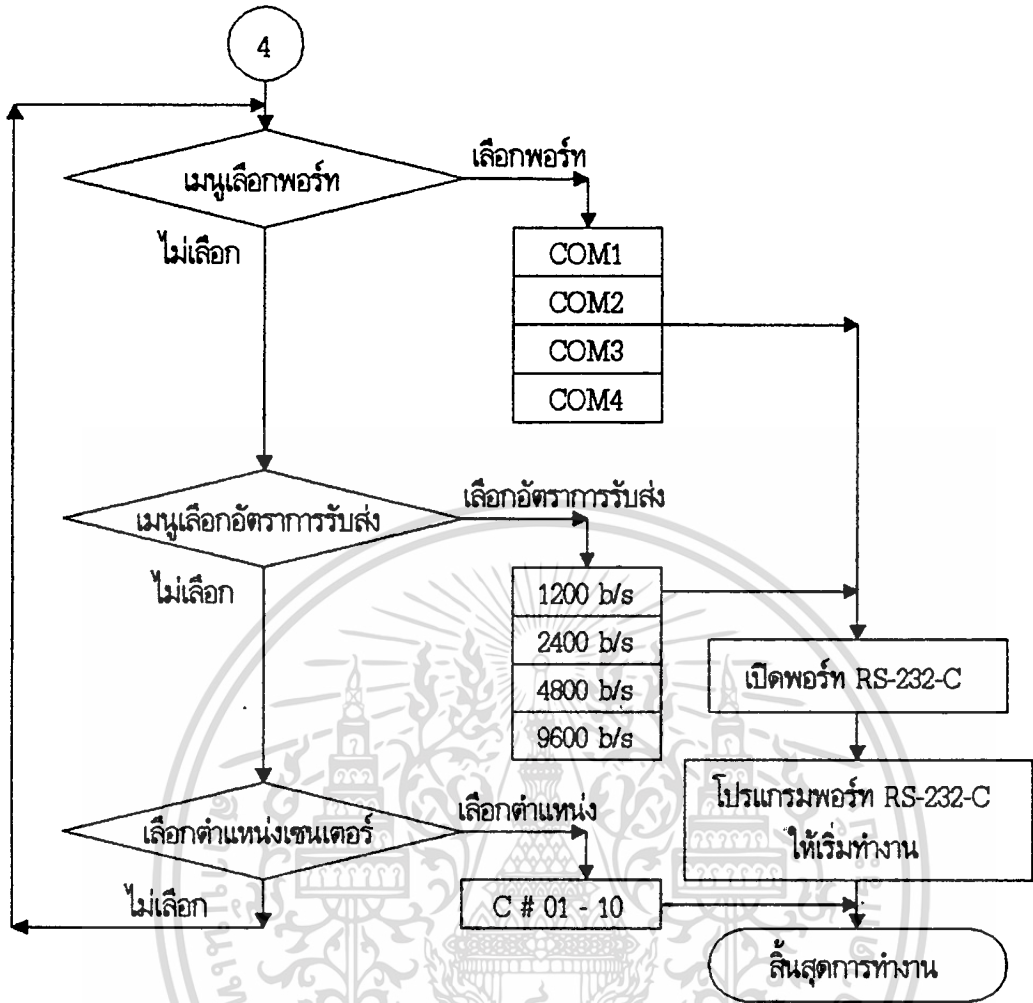 4
เมนูเลือกพอร์ท
เลือกพอร์ท
ไม่เลือก
COM1
COM2
COM3
COM4
เมนูเลือกอัตราการรับส่ง
เลือกอัตราการรับส่ง
ไม่เลือก
1200 b/s
2400 b/s
4800 b/s
9600 b/s
เปิดพอร์ท RS-232-C
โปรแกรมพอร์ท RS-232-C
ให้เริ่มทำงาน
เลือกตำแหน่งเซนเตอร์
เลือกตำแหน่ง
ไม่เลือก
C # 01 - 10
สิ้นสุดการทำงาน